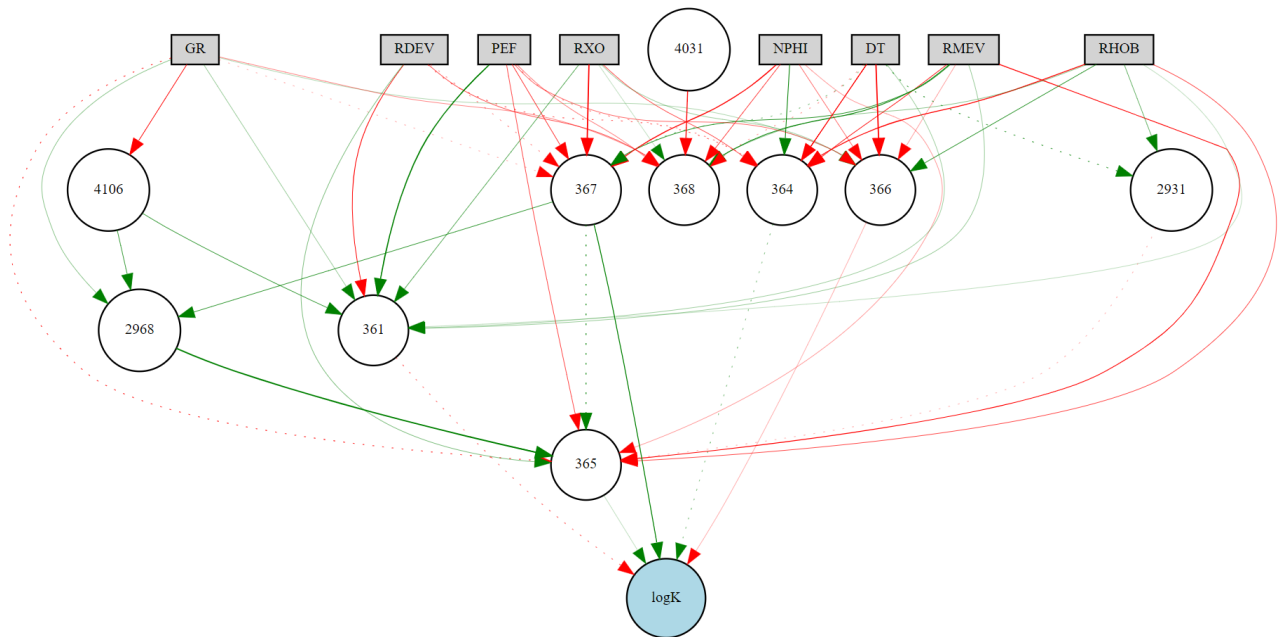 GR
RDEV
PEF
RXO
4031
NPHI
DT
RMEV
RHOB
4106
367
368
364
366
2931
2968
361
365
logK